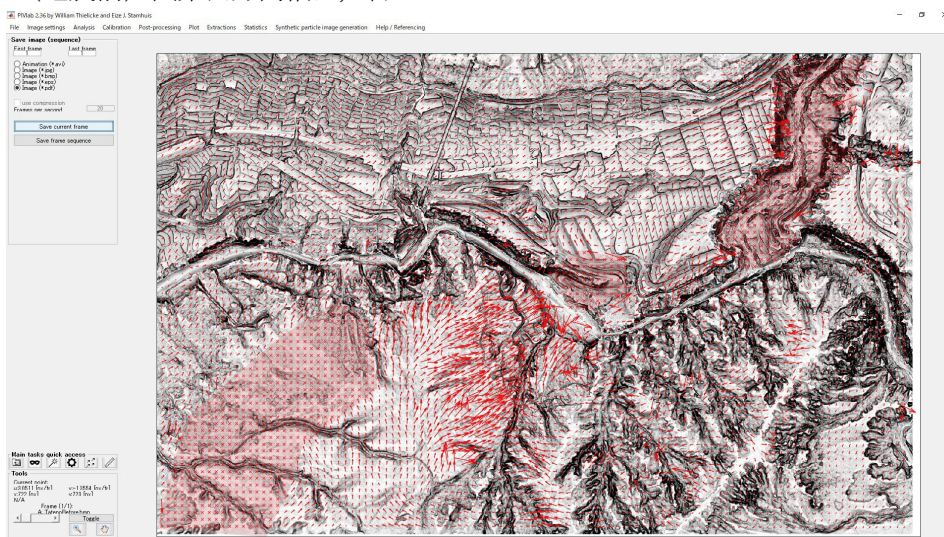 PIVlab 2.36 by William Thielicke and Eize J. Stamhuis
File Image settings Analysis Calibration Post-processing Plot Extractions Statistics Synthetic particle image generation Help / Referencing
Save image (sequence)
First frame Last frame
Animation (*.avi)
Image (*.jpg)
Image (*.bmp)
Image (*.eps)
Image (*.pdf)
use compression
Frames per second 20
Save current frame
Save frame sequence
Main tasks quick access
Tools
Current point:
N/A
Frame (1/1):
A: TatenoBefore.bmp
Toggle